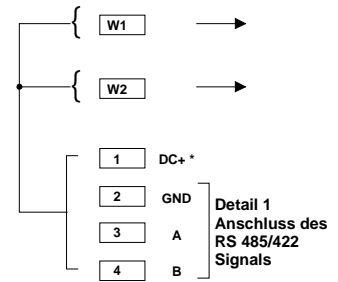 W1
W2
1 DC+ *
2 GND
3 A
4 B
Detail 1
Anschluss des
RS 485/422
Signals